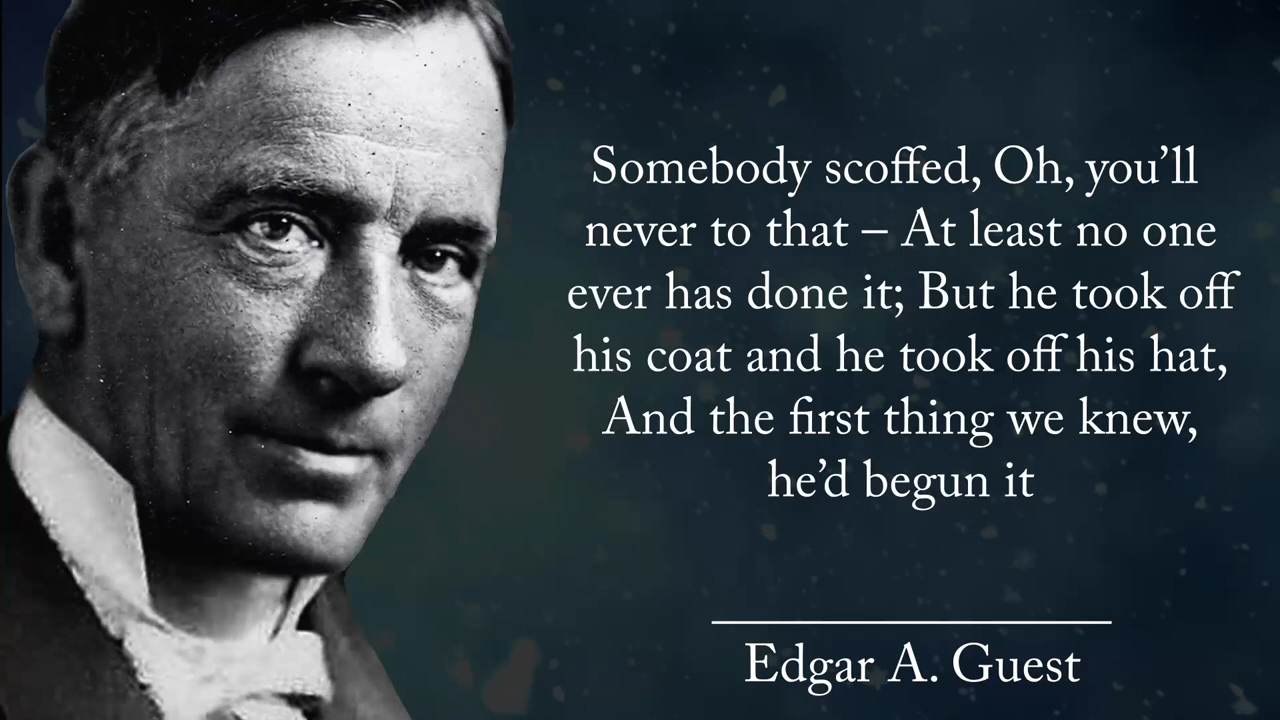 Somebody scoffed, Oh, you’ll
never to that – At least no one
ever has done it; But he took off
his coat and he took off his hat,
And the first thing we knew,
he’d begun it
Edgar A. Guest